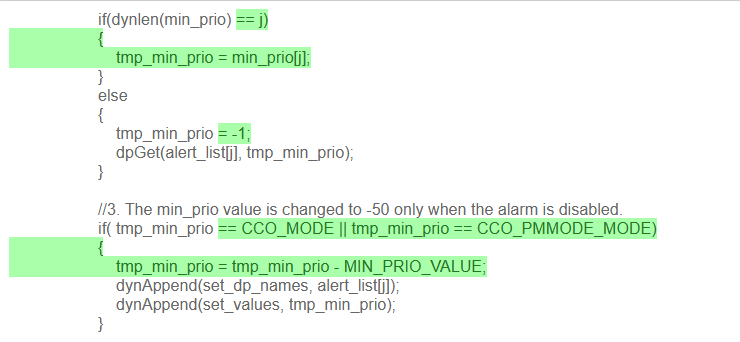 if(dynlen(min_prio) == j)
{
tmp_min_prio = min_prio[j];
}
else
{
tmp_min_prio = -1;
dpGet(alert_list[j], tmp_min_prio);
}
//3. The min_prio value is changed to -50 only when the alarm is disabled.
if( tmp_min_prio == CCO_MODE || tmp_min_prio == CCO_PMMODE_MODE)
{
tmp_min_prio = tmp_min_prio - MIN_PRIO_VALUE;
dynAppend(set_dp_names, alert_list[j]);
dynAppend(set_values, tmp_min_prio);
}